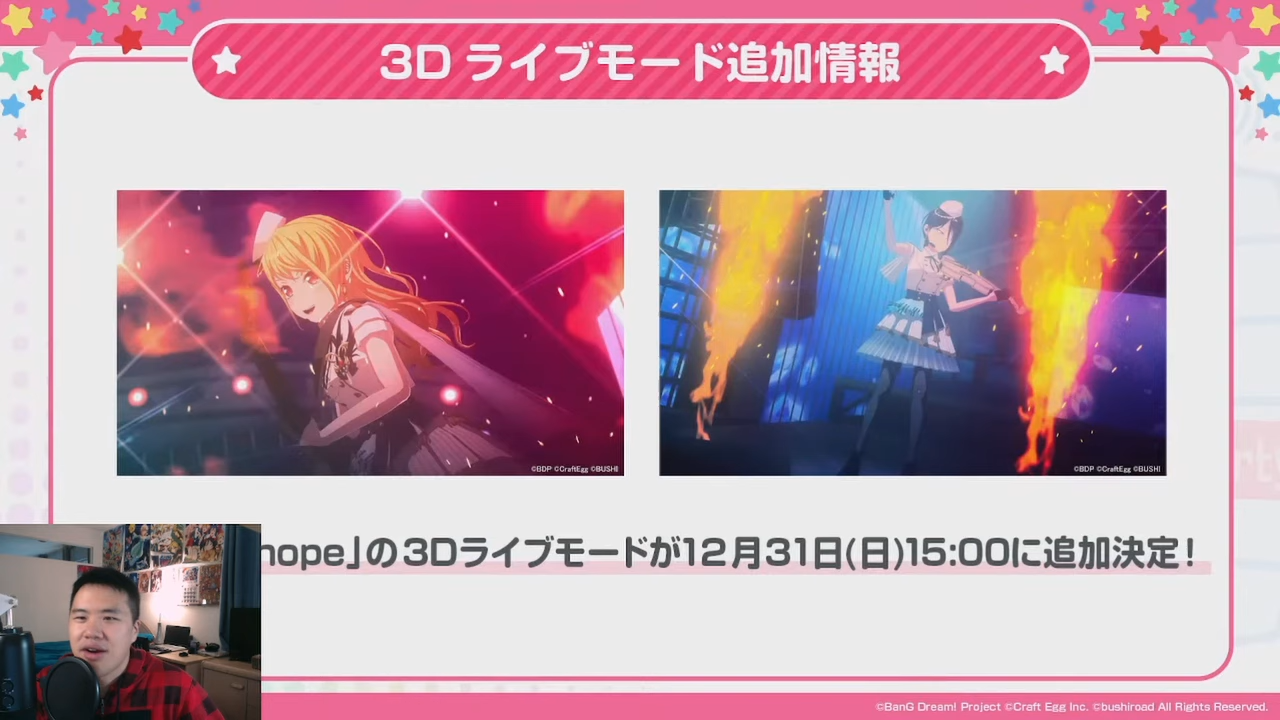 3D ライブモード追加情報
©BDP ©CraftEgg ©BUSHI
©BDP ©CraftEgg ©BUSHI
hope」の3Dライブモードが12月31日(日)15:00に追加決定!
©BanG Dream! Project ©Craft Egg Inc. ©bushiroad All Rights Reserved.